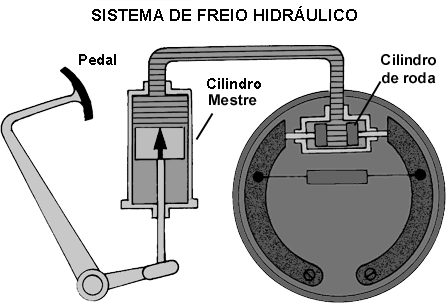 SISTEMA DE FREIO HIDRÁULICO
Pedal
Cilindro
Mestre
Cilindro
de roda